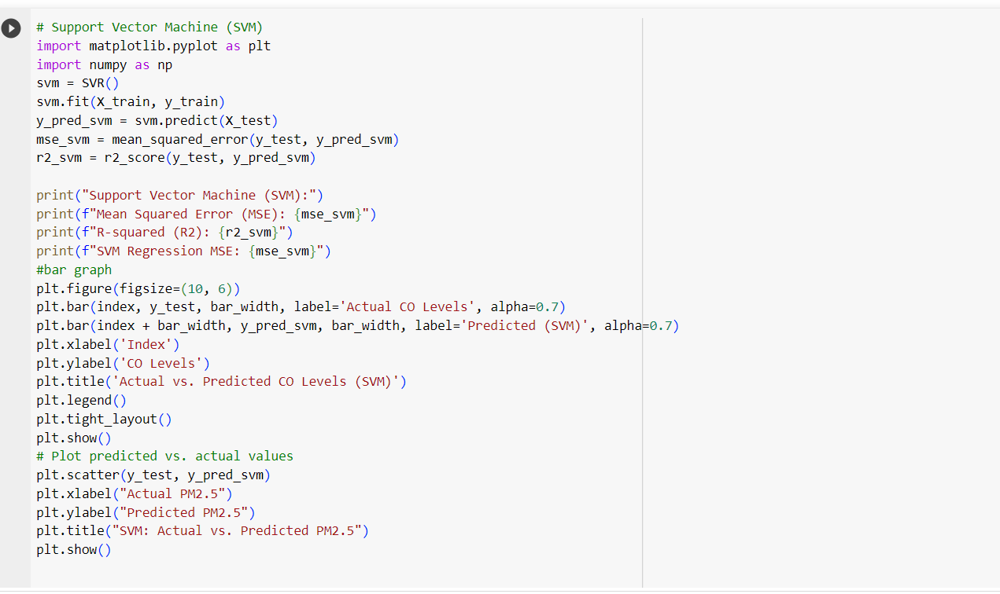 # Support Vector Machine (SVM)
import matplotlib.pyplot as plt
import numpy as np
svm = SVR()
svm.fit(X_train, y_train)
y_pred_svm = svm.predict(X_test)
mse_svm = mean_squared_error(y_test, y_pred_svm)
r2_svm = r2_score(y_test, y_pred_svm)

print("Support Vector Machine (SVM):")
print(f"Mean Squared Error (MSE): {mse_svm}")
print(f"R-squared (R2): {r2_svm}")
print(f"SVM Regression MSE: {mse_svm}")
#bar graph
plt.figure(figsize=(10, 6))
plt.bar(index, y_test, bar_width, label='Actual CO Levels', alpha=0.7)
plt.bar(index + bar_width, y_pred_svm, bar_width, label='Predicted (SVM)', alpha=0.7)
plt.xlabel('Index')
plt.ylabel('CO Levels')
plt.title('Actual vs. Predicted CO Levels (SVM)')
plt.legend()
plt.tight_layout()
plt.show()
# Plot predicted vs. actual values
plt.scatter(y_test, y_pred_svm)
plt.xlabel("Actual PM2.5")
plt.ylabel("Predicted PM2.5")
plt.title("SVM: Actual vs. Predicted PM2.5")
plt.show()